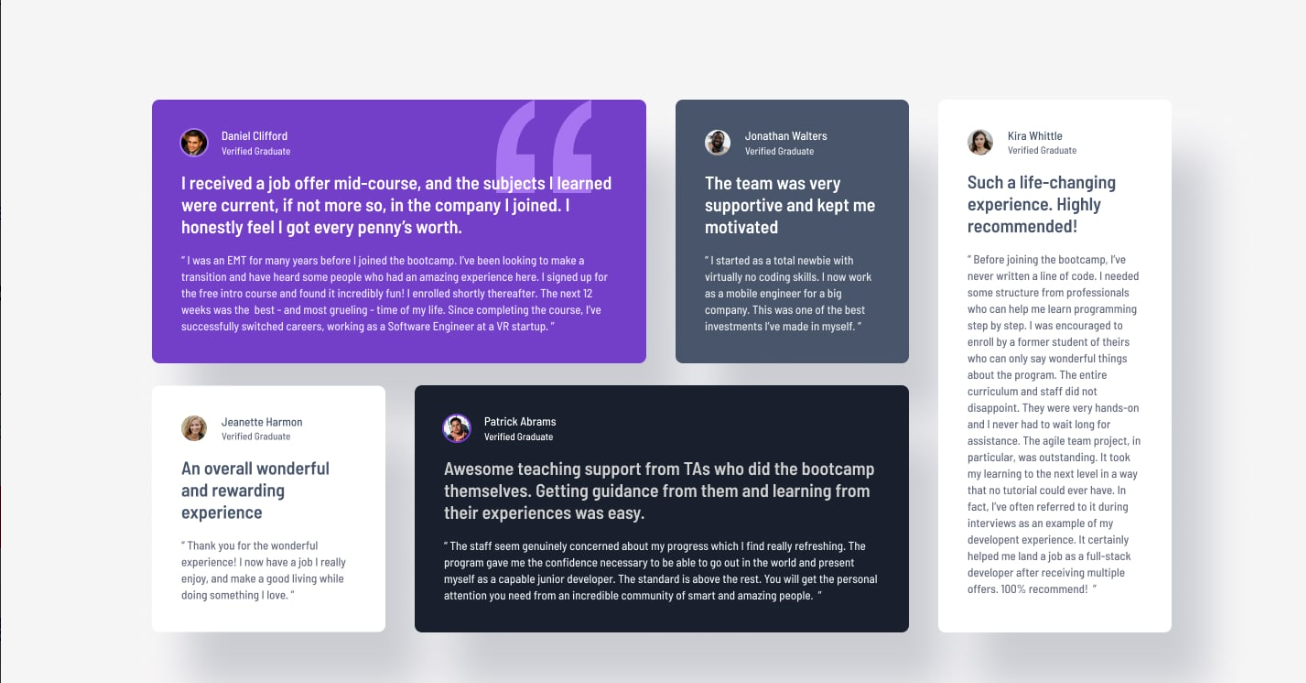 Daniel Clifford
Verified Graduate
I received a job offer mid-course, and the subjects I learned
were current, if not more so, in the company I joined. I
honestly feel I got every penny’s worth.
“ I was an EMT for many years before I joined the bootcamp. I’ve been looking to make a
transition and have heard some people who had an amazing experience here. I signed up for
the free intro course and found it incredibly fun! I enrolled shortly thereafter. The next 12
weeks was the best - and most grueling - time of my life. Since completing the course, I’ve
successfully switched careers, working as a Software Engineer at a VR startup. ”
Jonathan Walters
Verified Graduate
The team was very
supportive and kept me
motivated
“ I started as a total newbie with
virtually no coding skills. I now work
as a mobile engineer for a big
company. This was one of the best
investments I’ve made in myself. ”
Kira Whittle
Verified Graduate
Such a life-changing
experience. Highly
recommended!
“ Before joining the bootcamp, I’ve
never written a line of code. I needed
some structure from professionals
who can help me learn programming
step by step. I was encouraged to
enroll by a former student of theirs
who can only say wonderful things
about the program. The entire
curriculum and staff did not
disappoint. They were very hands-on
and I never had to wait long for
assistance. The agile team project, in
particular, was outstanding. It took
my learning to the next level in a way
that no tutorial could ever have. In
fact, I’ve often referred to it during
interviews as an example of my
developent experience. It certainly
helped me land a job as a full-stack
developer after receiving multiple
offers. 100% recommend! ”
Jeanette Harmon
Verified Graduate
An overall wonderful
and rewarding
experience
“ Thank you for the wonderful
experience! I now have a job I really
enjoy, and make a good living while
doing something I love. ”
Patrick Abrams
Verified Graduate
Awesome teaching support from TAs who did the bootcamp
themselves. Getting guidance from them and learning from
their experiences was easy.
“ The staff seem genuinely concerned about my progress which I find really refreshing. The
program gave me the confidence necessary to be able to go out in the world and present
myself as a capable junior developer. The standard is above the rest. You will get the personal
attention you need from an incredible community of smart and amazing people. ”